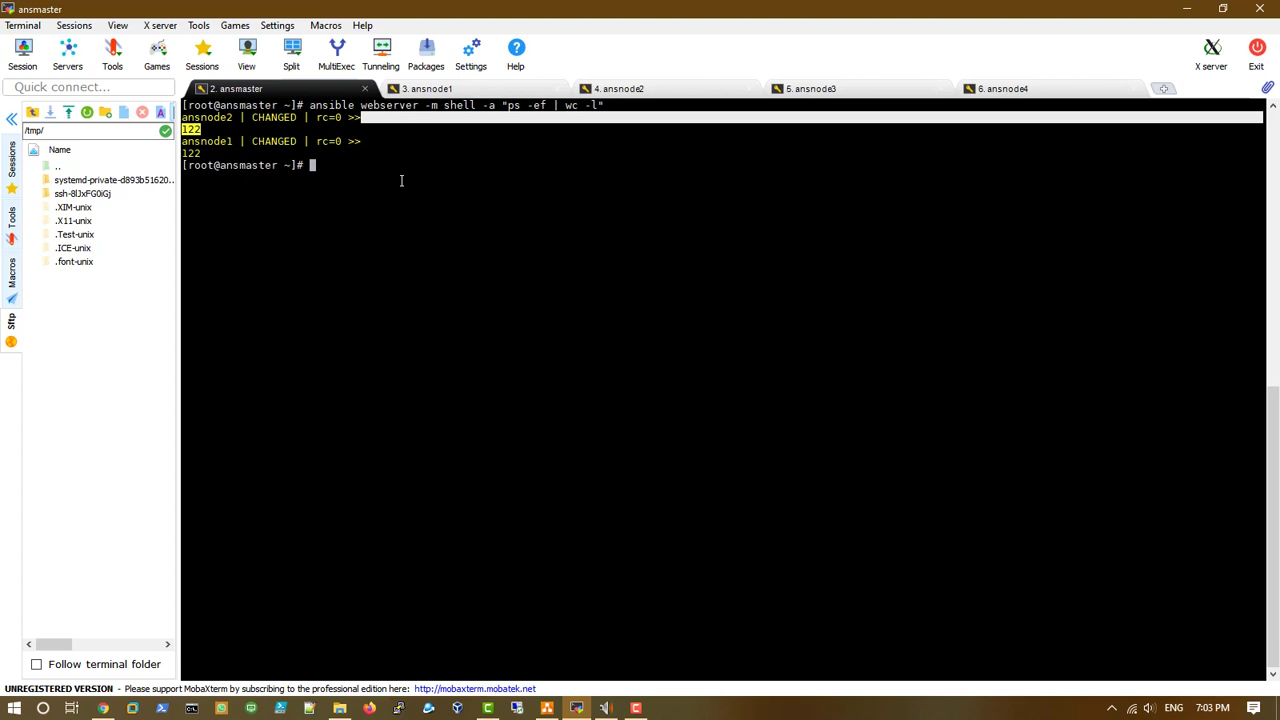 ansmaster
Terminal Sessions View X server Tools Games Settings Macros Help
Session Servers Tools Games Sessions View Split MultiExec Tunneling Packages Settings Help X server Exit
Quick connect...
2. ansmaster 3. ansnode1 4. ansnode2 5. ansnode3 6. ansnode4
/tmp/
Name
..
systemd-private-d893b51620..
ssh-8lJxFG0iGj
.XIM-unix
.X11-unix
.Test-unix
.ICE-unix
.font-unix
Sessions
Tools
Macros
Sftp
[root@ansmaster ~]# ansible webserver -m shell -a "ps -ef | wc -l"
ansnode2 | CHANGED | rc=0 >>
122
ansnode1 | CHANGED | rc=0 >>
122
[root@ansmaster ~]#
Follow terminal folder
UNREGISTERED VERSION - Please support MobaXterm by subscribing to the professional edition here: http://mobaxterm.mobatek.net
ENG 7:03 PM